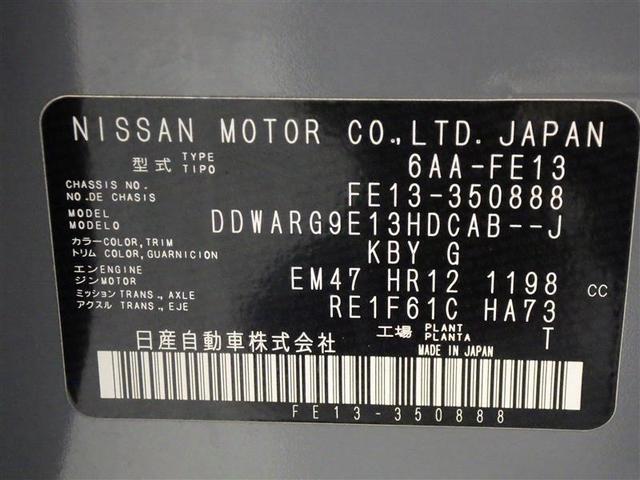 NISSAN MOTOR CO.,LTD. JAPAN
型式 TYPE TIPO 6AA-FE13
CHASSIS NO. NO.DE CHASIS FE13-350888
MODEL MODELO DDWARG9E13HDCAB--J
カラー COLOR, TRIM KBY G
トリム COLOR, GUARNICION
エンジン ENGINE MOTOR EM47 HR12 1198 CC
ミッション TRANS., AXLE RE1F61C HA73
アクスル TRANS., EJE
日産自動車株式会社 工場 PLANT PLANTA T
MADE IN JAPAN
FE13-350888